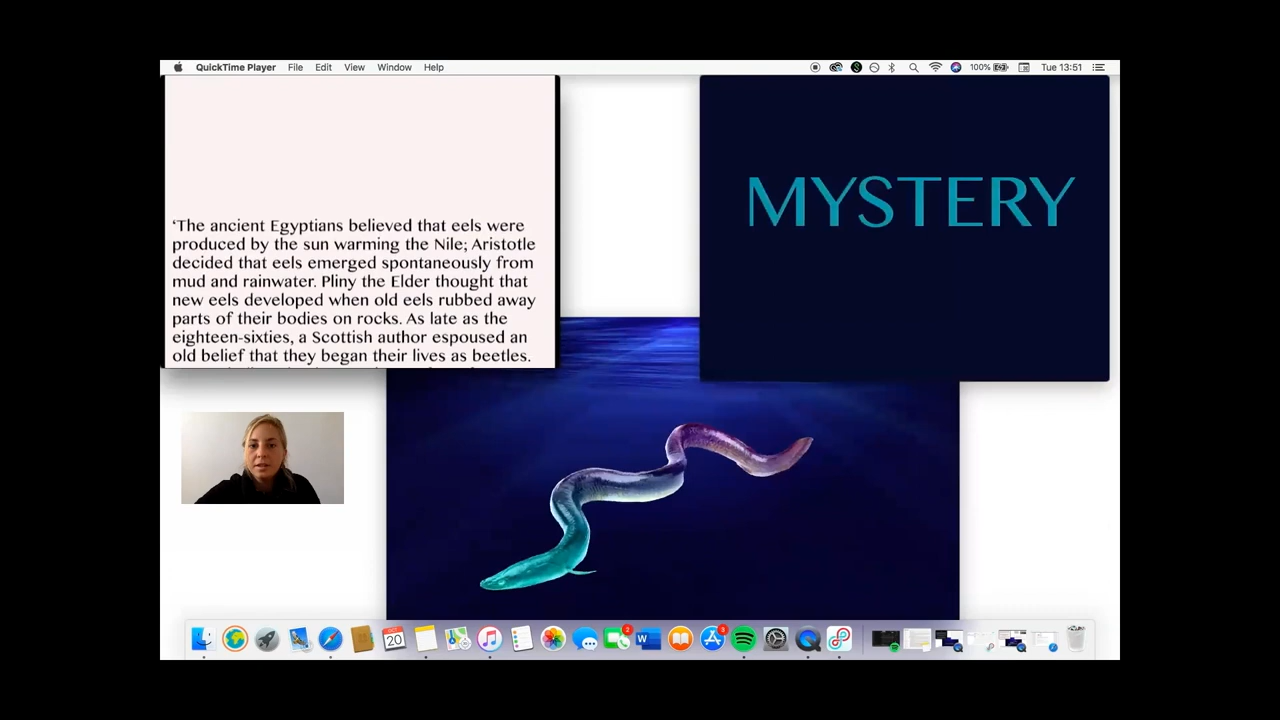 QuickTime Player File Edit View Window Help 100% Tue 13:51
‘The ancient Egyptians believed that eels were
produced by the sun warming the Nile; Aristotle
decided that eels emerged spontaneously from
mud and rainwater. Pliny the Elder thought that
new eels developed when old eels rubbed away
parts of their bodies on rocks. As late as the
eighteen-sixties, a Scottish author espoused an
old belief that they began their lives as beetles.
MYSTERY
20